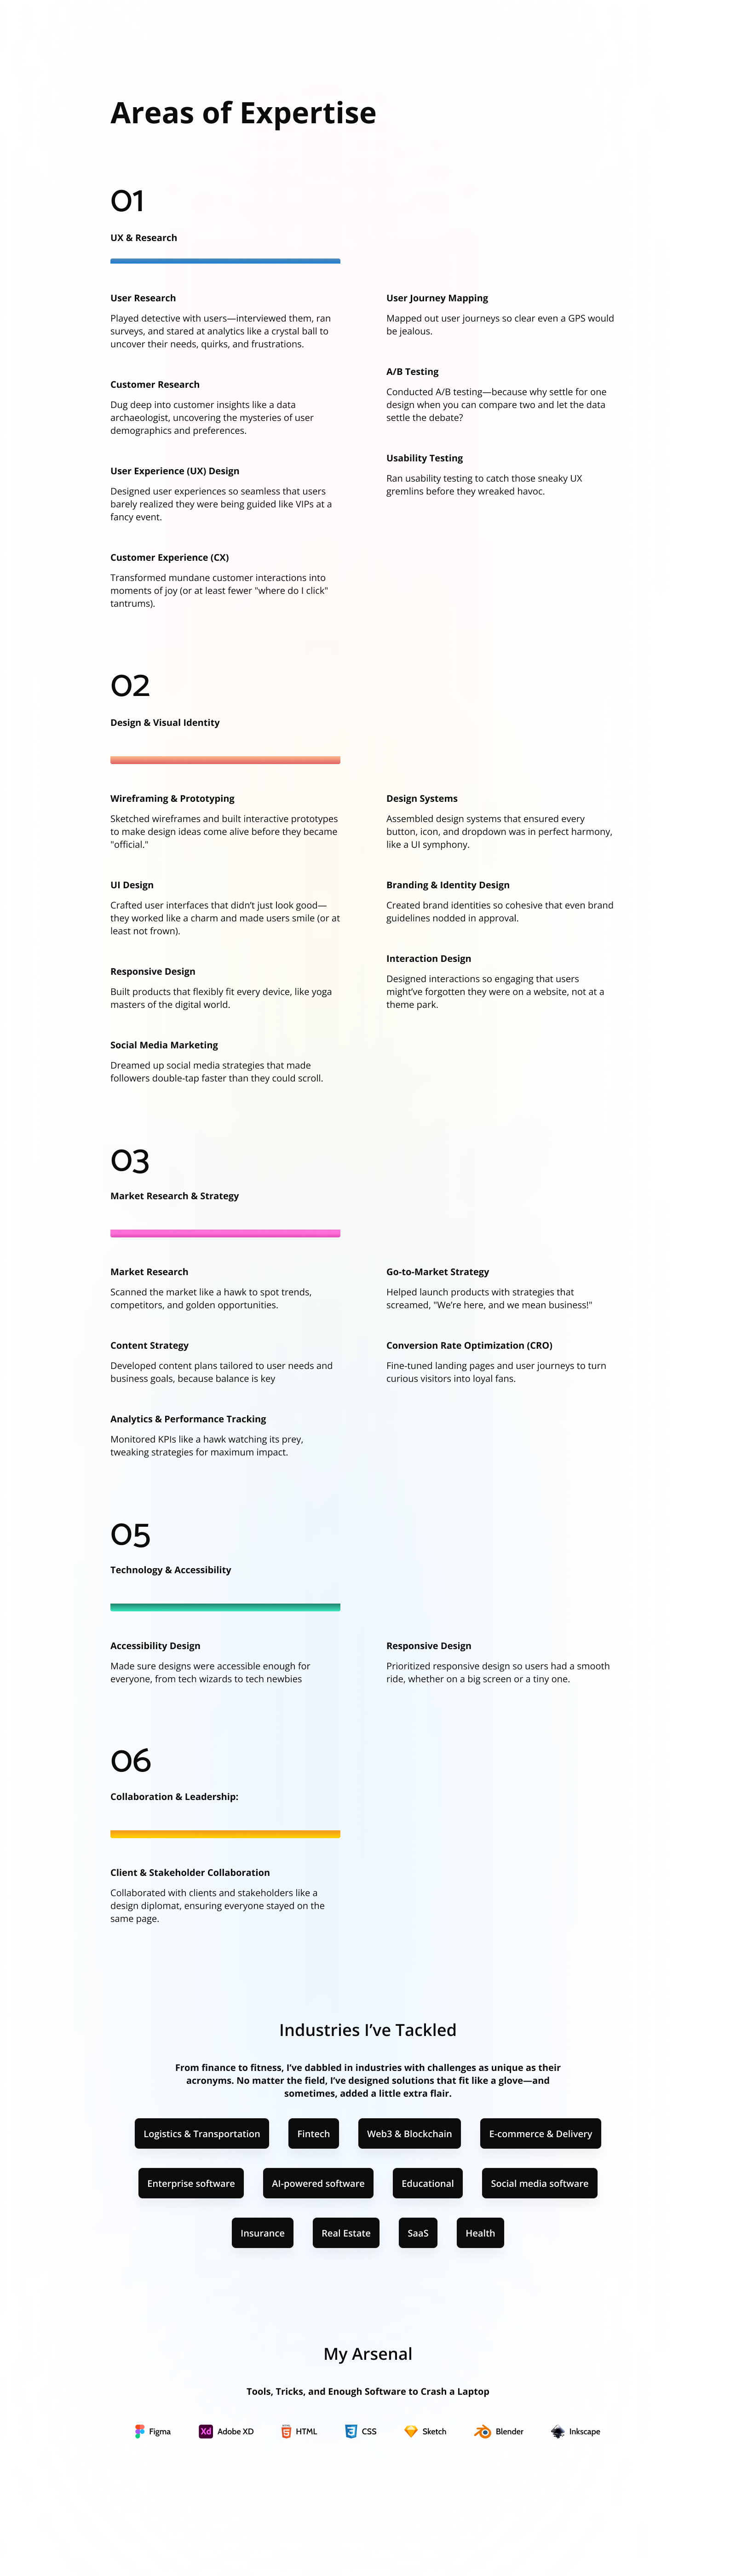 Areas of Expertise
01
UX & Research
User Research
Played detective with users—interviewed them, ran
surveys, and stared at analytics like a crystal ball to
uncover their needs, quirks, and frustrations.
Customer Research
Dug deep into customer insights like a data
archaeologist, uncovering the mysteries of user
demographics and preferences.
User Experience (UX) Design
Designed user experiences so seamless that users
barely realized they were being guided like VIPs at a
fancy event.
Customer Experience (CX)
Transformed mundane customer interactions into
moments of joy (or at least fewer "where do I click"
tantrums).
User Journey Mapping
Mapped out user journeys so clear even a GPS would
be jealous.
A/B Testing
Conducted A/B testing—because why settle for one
design when you can compare two and let the data
settle the debate?
Usability Testing
Ran usability testing to catch those sneaky UX
gremlins before they wreaked havoc.
02
Design & Visual Identity
Wireframing & Prototyping
Sketched wireframes and built interactive prototypes
to make design ideas come alive before they became
"official."
UI Design
Crafted user interfaces that didn’t just look good—
they worked like a charm and made users smile (or at
least not frown).
Responsive Design
Built products that flexibly fit every device, like yoga
masters of the digital world.
Social Media Marketing
Dreamed up social media strategies that made
followers double-tap faster than they could scroll.
Design Systems
Assembled design systems that ensured every
button, icon, and dropdown was in perfect harmony,
like a UI symphony.
Branding & Identity Design
Created brand identities so cohesive that even brand
guidelines nodded in approval.
Interaction Design
Designed interactions so engaging that users
might’ve forgotten they were on a website, not at a
theme park.
03
Market Research & Strategy
Market Research
Scanned the market like a hawk to spot trends,
competitors, and golden opportunities.
Content Strategy
Developed content plans tailored to user needs and
business goals, because balance is key
Analytics & Performance Tracking
Monitored KPIs like a hawk watching its prey,
tweaking strategies for maximum impact.
Go-to-Market Strategy
Helped launch products with strategies that
screamed, "We’re here, and we mean business!"
Conversion Rate Optimization (CRO)
Fine-tuned landing pages and user journeys to turn
curious visitors into loyal fans.
05
Technology & Accessibility
Accessibility Design
Made sure designs were accessible enough for
everyone, from tech wizards to tech newbies
Responsive Design
Prioritized responsive design so users had a smooth
ride, whether on a big screen or a tiny one.
06
Collaboration & Leadership:
Client & Stakeholder Collaboration
Collaborated with clients and stakeholders like a
design diplomat, ensuring everyone stayed on the
same page.
Industries I’ve Tackled
From finance to fitness, I’ve dabbled in industries with challenges as unique as their
acronyms. No matter the field, I’ve designed solutions that fit like a glove—and
sometimes, added a little extra flair.
Logistics & Transportation
Fintech
Web3 & Blockchain
E-commerce & Delivery
Enterprise software
AI-powered software
Educational
Social media software
Insurance
Real Estate
SaaS
Health
My Arsenal
Tools, Tricks, and Enough Software to Crash a Laptop
Figma
Xd Adobe XD
5 HTML
3 CSS
Sketch
Blender
Inkscape